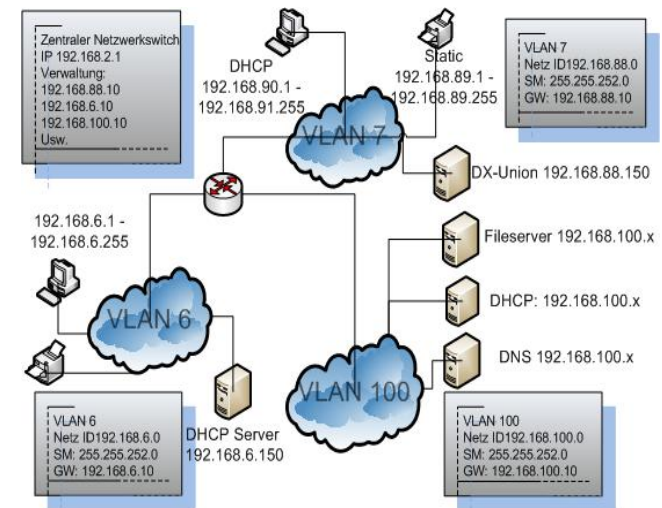 Zentraler Netzwerkswitch
IP 192.168.2.1
Verwaltung:
192.168.88.10
192.168.6.10
192.168.100.10
Usw.
DHCP
192.168.90.1 -
192.168.91.255
Static
192.168.89.1 -
192.168.89.255
VLAN 7
Netz ID192.168.88.0
SM: 255.255.252.0
GW: 192.168.88.10
VLAN 7
DX-Union 192.168.88.150
192.168.6.1 -
192.168.6.255
Fileserver 192.168.100.x
VLAN 6
DHCP: 192.168.100.x
VLAN 100
DNS 192.168.100.x
VLAN 6
Netz ID192.168.6.0
SM: 255.255.252.0
GW: 192.168.6.10
DHCP Server
192.168.6.150
VLAN 100
Netz ID192.168.100.0
SM: 255.255.252.0
GW: 192.168.100.10